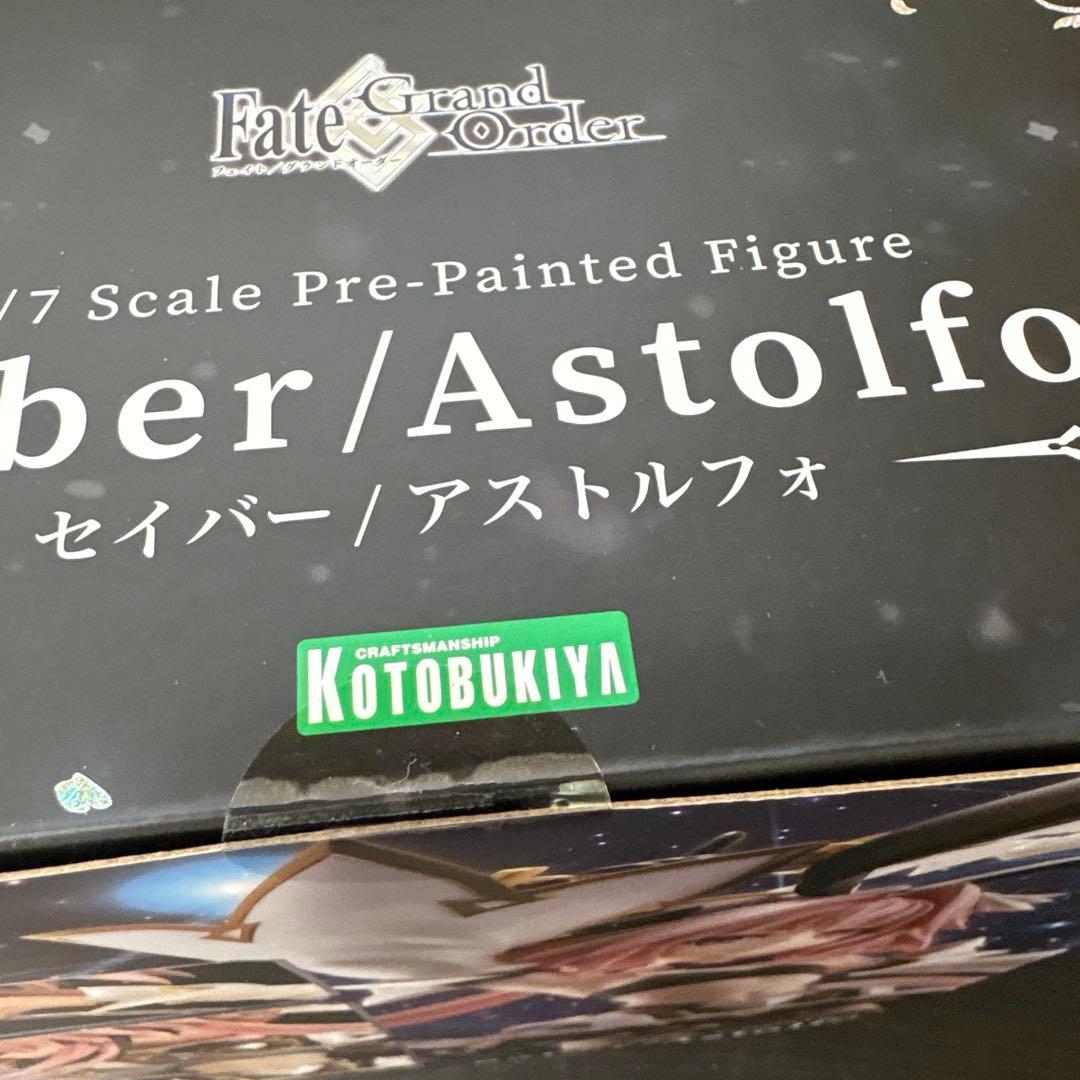 Fate Grand Order
フェイト/グランドオーダー
/7 Scale Pre-Painted Figure
ber/Astolfo
セイバー/アストルフォ
CRAFTSMANSHIP
KOTOBUKIYA